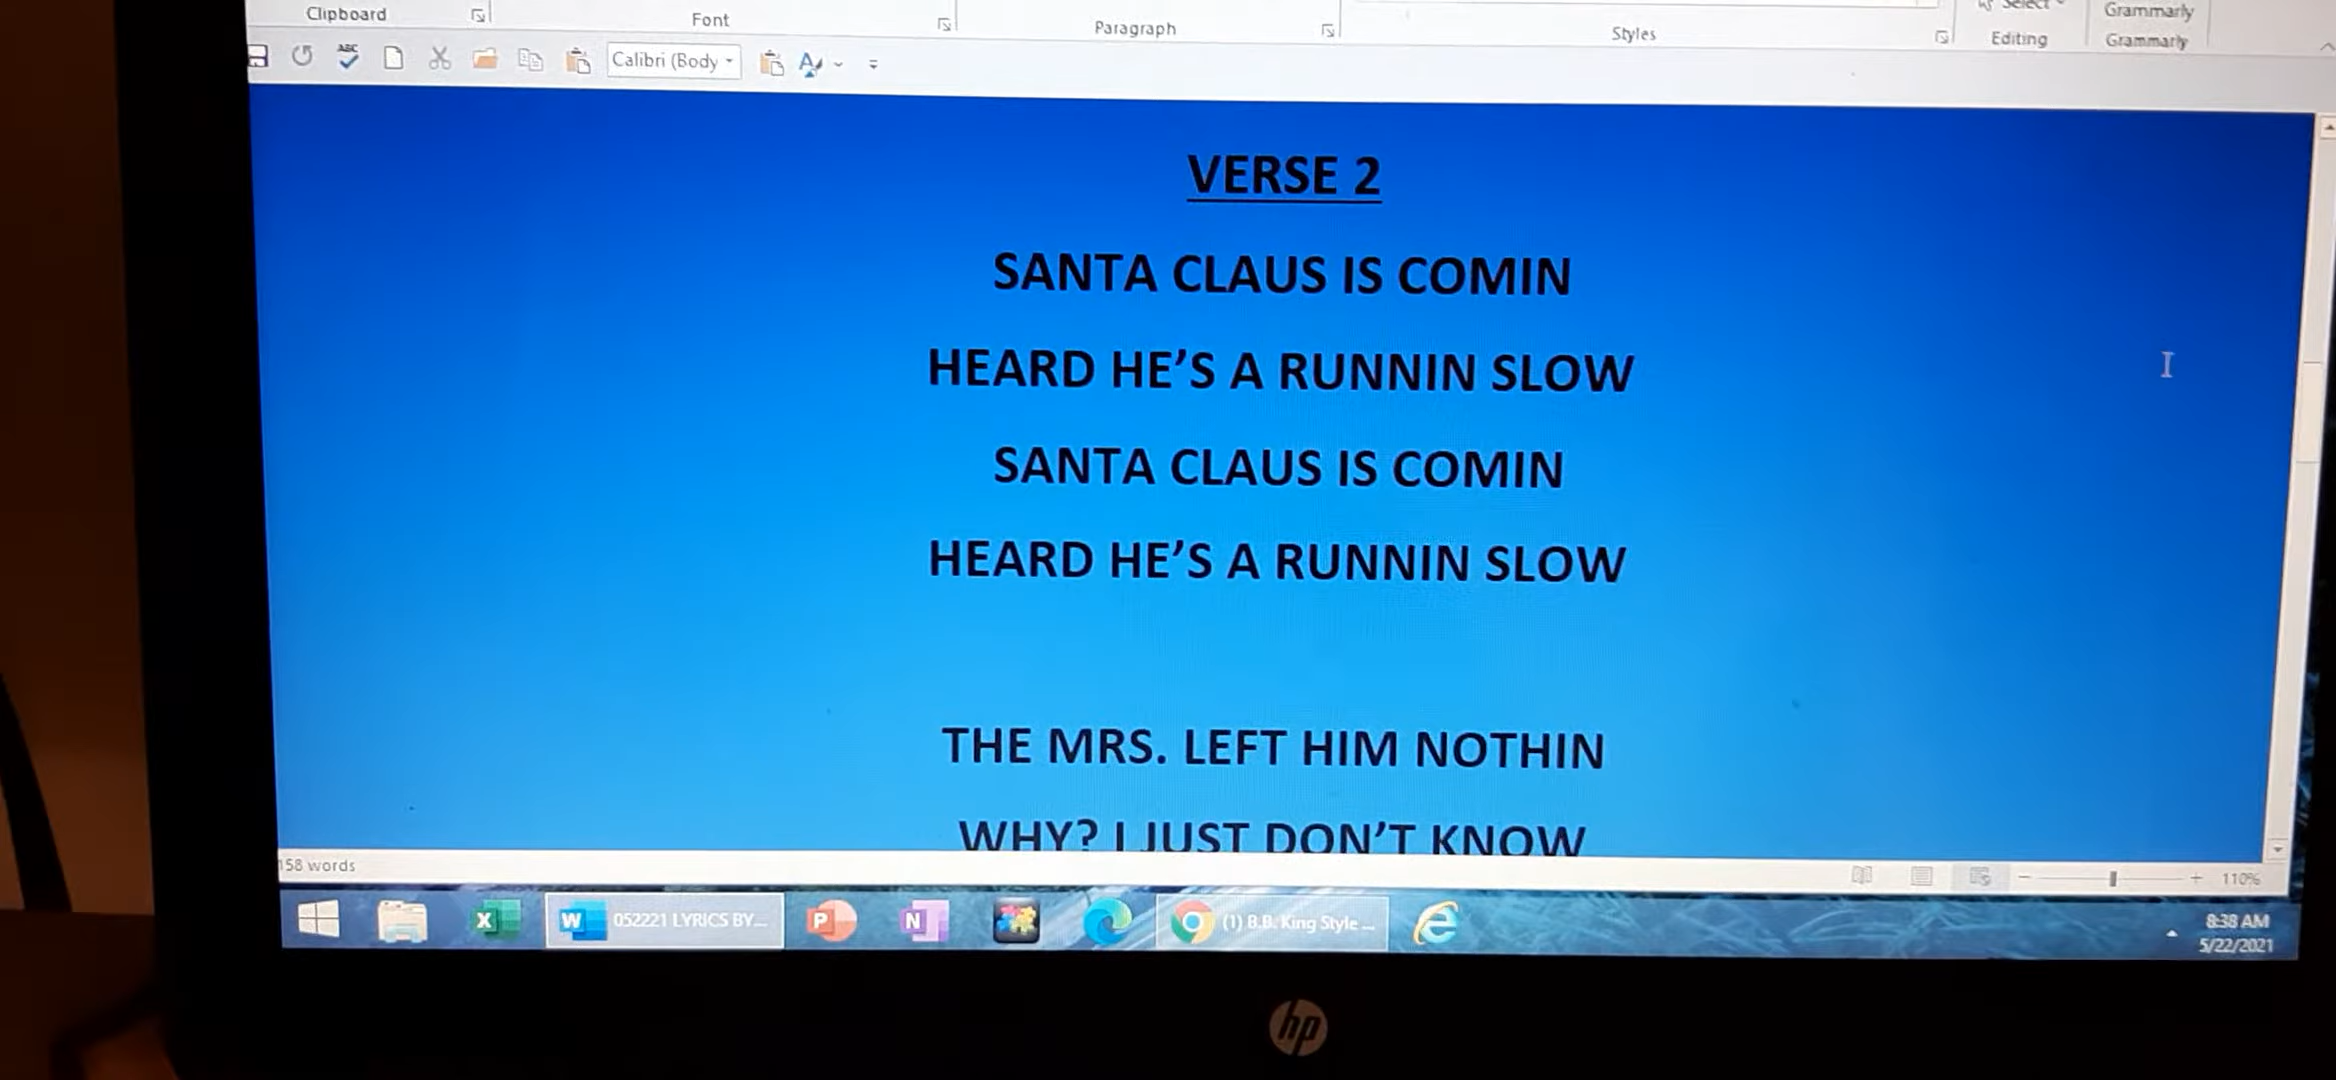 Clipboard
Font
Paragraph
Styles
Select
Editing
Grammarly
Grammarly
ABC
Calibri (Body
VERSE 2
SANTA CLAUS IS COMIN
HEARD HE’S A RUNNIN SLOW
SANTA CLAUS IS COMIN
HEARD HE’S A RUNNIN SLOW
THE MRS. LEFT HIM NOTHIN
WHY? I JUST DON’T KNOW
158 words
110%
X
W
052221 LYRICS BY...
P
N
(1) B.B. King Style ...
8:38 AM
5/22/2021
hp